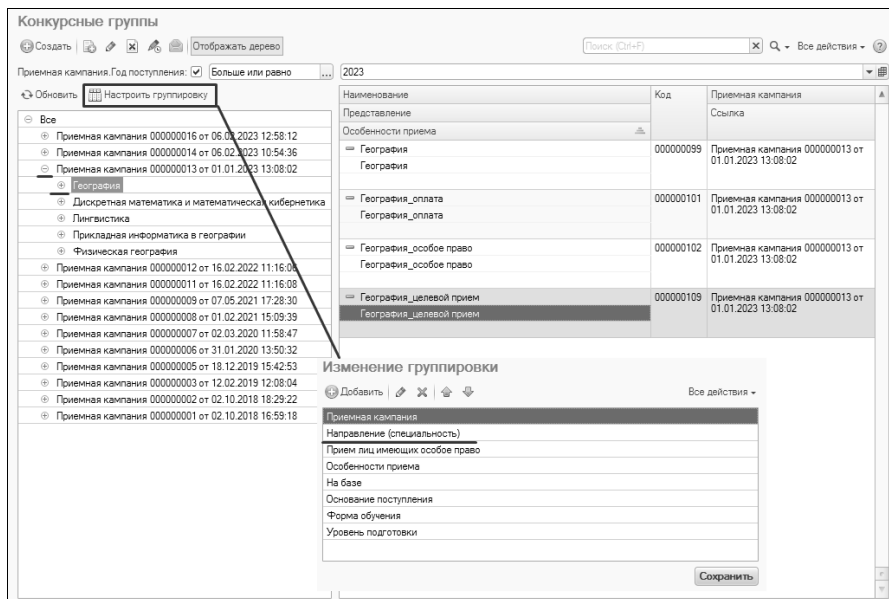 Конкурсные группы
Создать Отображать дерево Поиск (Ctrl+F) Все действия
Приемная кампания.Год поступления: Больше или равно ... 2023
Обновить Настроить группировку
Все
Приемная кампания 000000016 от 06.02.2023 12:58:12
Приемная кампания 000000014 от 06.02.2023 10:54:36
Приемная кампания 000000013 от 01.01.2023 13:08:02
География
Дискретная математика и математическая кибернетика
Лингвистика
Прикладная информатика в географии
Физическая география
Приемная кампания 000000012 от 16.02.2022 11:16:06
Приемная кампания 000000011 от 16.02.2022 11:16:08
Приемная кампания 000000009 от 07.05.2021 17:28:30
Приемная кампания 000000008 от 01.02.2021 15:09:39
Приемная кампания 000000007 от 02.03.2020 11:58:47
Приемная кампания 000000006 от 31.01.2020 13:50:32
Приемная кампания 000000005 от 18.12.2019 15:42:53
Приемная кампания 000000003 от 12.02.2019 12:08:04
Приемная кампания 000000002 от 02.10.2018 18:29:22
Приемная кампания 000000001 от 02.10.2018 16:59:18
Наименование Код Приемная кампания
Представление Ссылка
Особенности приема
География 000000099 Приемная кампания 000000013 от
География 01.01.2023 13:08:02
География_оплата 000000101 Приемная кампания 000000013 от
География_оплата 01.01.2023 13:08:02
География_особое право 000000102 Приемная кампания 000000013 от
География_особое право 01.01.2023 13:08:02
География_целевой прием 000000109 Приемная кампания 000000013 от
География_целевой прием 01.01.2023 13:08:02
Изменение группировки
Добавить Все действия
Приемная кампания
Направление (специальность)
Прием лиц имеющих особое право
Особенности приема
На базе
Основание поступления
Форма обучения
Уровень подготовки
Сохранить